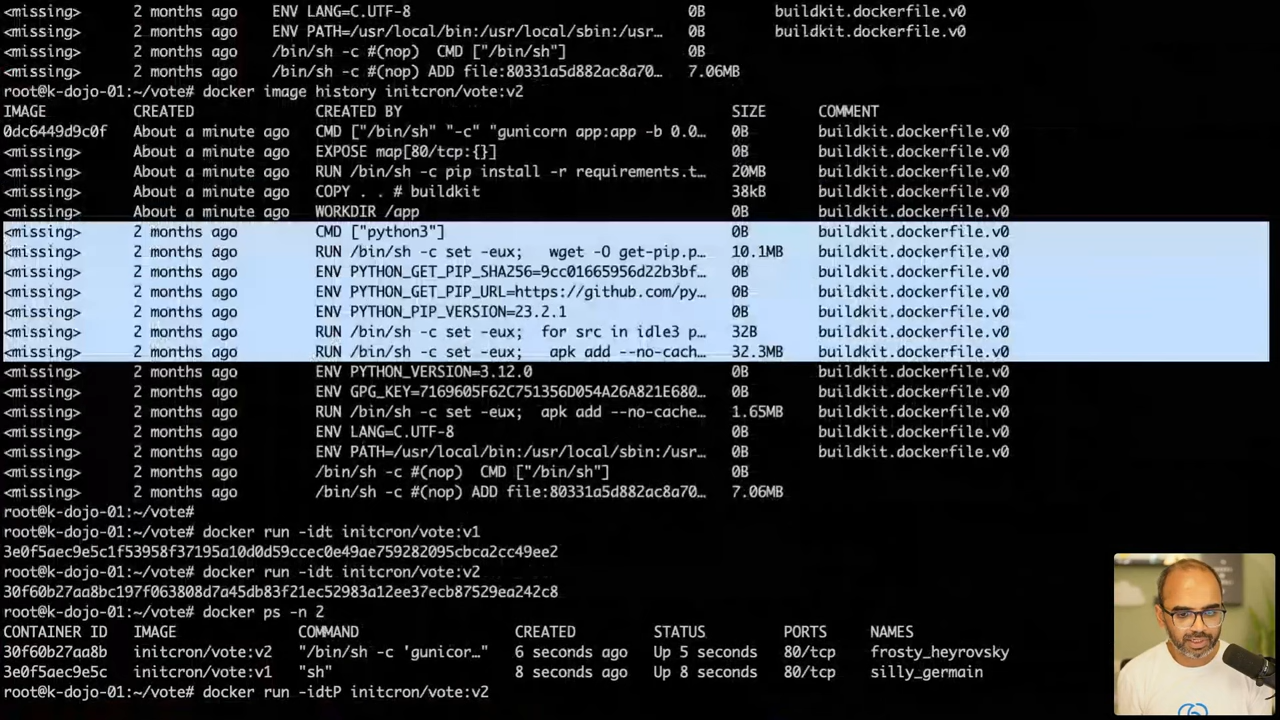 <missing>      2 months ago        ENV LANG=C.UTF-8                                0B        buildkit.dockerfile.v0
<missing>      2 months ago        ENV PATH=/usr/local/bin:/usr/local/sbin:/usr…   0B        buildkit.dockerfile.v0
<missing>      2 months ago        /bin/sh -c #(nop)  CMD ["/bin/sh"]              0B
<missing>      2 months ago        /bin/sh -c #(nop) ADD file:80331a5d882ac8a70…   7.06MB
root@k-dojo-01:~/vote# docker image history initcron/vote:v2
IMAGE          CREATED              CREATED BY                                      SIZE      COMMENT
0dc6449d9c0f   About a minute ago   CMD ["/bin/sh" "-c" "gunicorn app:app -b 0.0…   0B        buildkit.dockerfile.v0
<missing>      About a minute ago   EXPOSE map[80/tcp:{}]                           0B        buildkit.dockerfile.v0
<missing>      About a minute ago   RUN /bin/sh -c pip install -r requirements.t…   20MB      buildkit.dockerfile.v0
<missing>      About a minute ago   COPY . . # buildkit                             38kB      buildkit.dockerfile.v0
<missing>      About a minute ago   WORKDIR /app                                    0B        buildkit.dockerfile.v0
<missing>      2 months ago         CMD ["python3"]                                 0B        buildkit.dockerfile.v0
<missing>      2 months ago         RUN /bin/sh -c set -eux;   wget -O get-pip.p…   10.1MB    buildkit.dockerfile.v0
<missing>      2 months ago         ENV PYTHON_GET_PIP_SHA256=9cc01665956d22b3bf…   0B        buildkit.dockerfile.v0
<missing>      2 months ago         ENV PYTHON_GET_PIP_URL=https://github.com/py…   0B        buildkit.dockerfile.v0
<missing>      2 months ago         ENV PYTHON_PIP_VERSION=23.2.1                   0B        buildkit.dockerfile.v0
<missing>      2 months ago         RUN /bin/sh -c set -eux;  for src in idle3 p…   32B       buildkit.dockerfile.v0
<missing>      2 months ago         RUN /bin/sh -c set -eux;   apk add --no-cach…   32.3MB    buildkit.dockerfile.v0
<missing>      2 months ago         ENV PYTHON_VERSION=3.12.0                       0B        buildkit.dockerfile.v0
<missing>      2 months ago         ENV GPG_KEY=7169605F62C751356D054A26A821E680…   0B        buildkit.dockerfile.v0
<missing>      2 months ago         RUN /bin/sh -c set -eux;  apk add --no-cache…   1.65MB    buildkit.dockerfile.v0
<missing>      2 months ago         ENV LANG=C.UTF-8                                0B        buildkit.dockerfile.v0
<missing>      2 months ago         ENV PATH=/usr/local/bin:/usr/local/sbin:/usr…   0B        buildkit.dockerfile.v0
<missing>      2 months ago         /bin/sh -c #(nop)  CMD ["/bin/sh"]              0B
<missing>      2 months ago         /bin/sh -c #(nop) ADD file:80331a5d882ac8a70…   7.06MB
root@k-dojo-01:~/vote#
root@k-dojo-01:~/vote# docker run -idt initcron/vote:v1
3e0f5aec9e5c1f53958f37195a10d0d59ccec0e49ae759282095cbca2cc49ee2
root@k-dojo-01:~/vote# docker run -idt initcron/vote:v2
30f60b27aa8bc197f063808d7a45db83f21ec52983a12ee37ecb87529ea242c8
root@k-dojo-01:~/vote# docker ps -n 2
CONTAINER ID   IMAGE              COMMAND                  CREATED         STATUS         PORTS     NAMES
30f60b27aa8b   initcron/vote:v2   "/bin/sh -c 'gunicor…"   6 seconds ago   Up 5 seconds   80/tcp    frosty_heyrovsky
3e0f5aec9e5c   initcron/vote:v1   "sh"                     8 seconds ago   Up 8 seconds   80/tcp    silly_germain
root@k-dojo-01:~/vote# docker run -idtP initcron/vote:v2